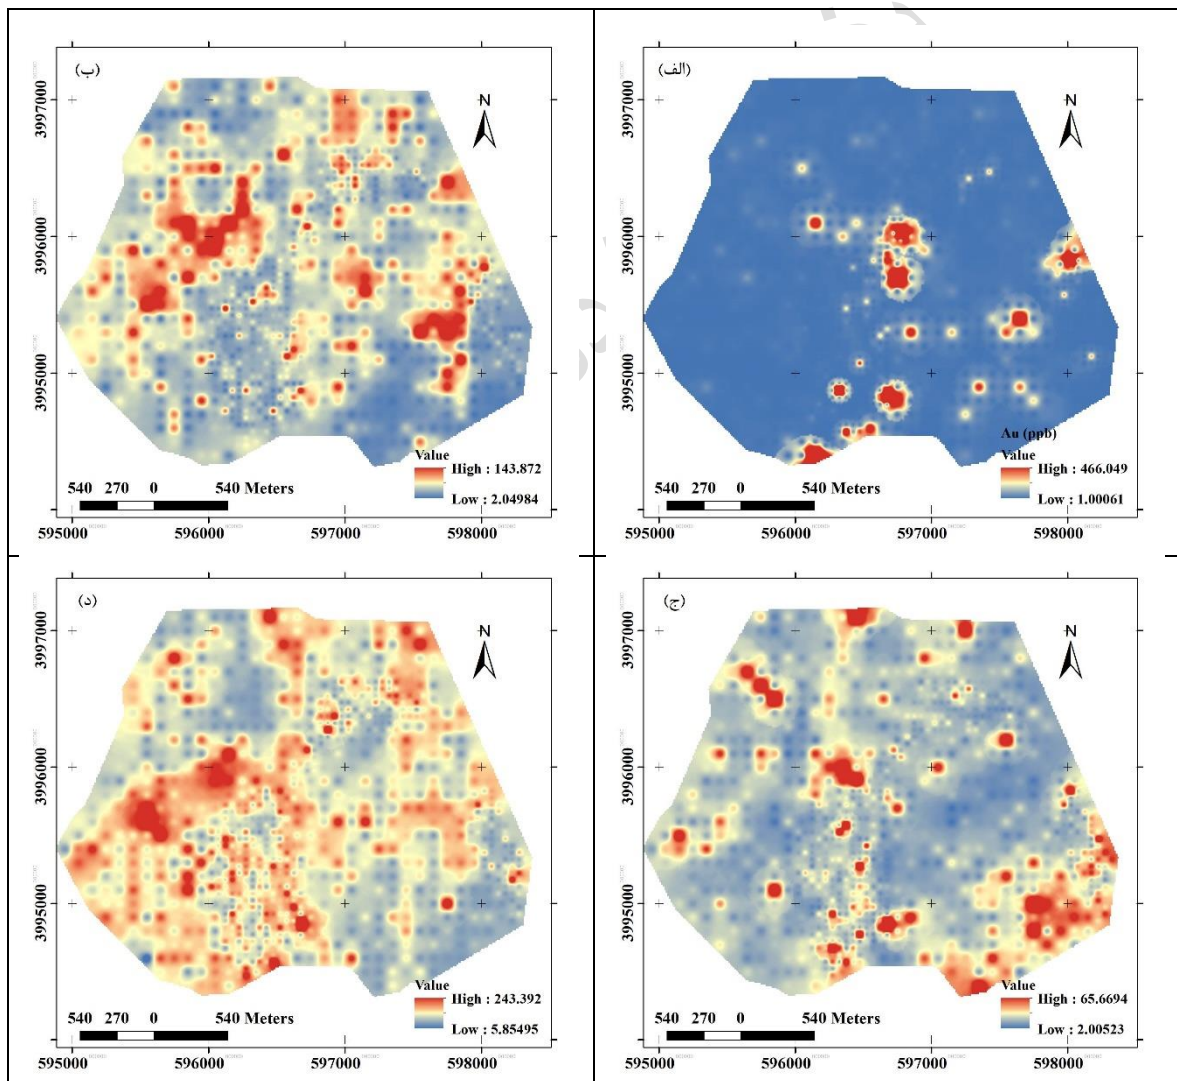 (الف)
N
3997000
3996000
3995000
Au (ppb)
Value
High : 466.049
Low : 1.00061
540 270 0 540 Meters
595000 596000 597000 598000
(ب)
N
3997000
3996000
3995000
Value
High : 143.872
Low : 2.04984
540 270 0 540 Meters
595000 596000 597000 598000
(ج)
N
3997000
3996000
3995000
Value
High : 65.6694
Low : 2.00523
540 270 0 540 Meters
595000 596000 597000 598000
(د)
N
3997000
3996000
3995000
Value
High : 243.392
Low : 5.85495
540 270 0 540 Meters
595000 596000 597000 598000